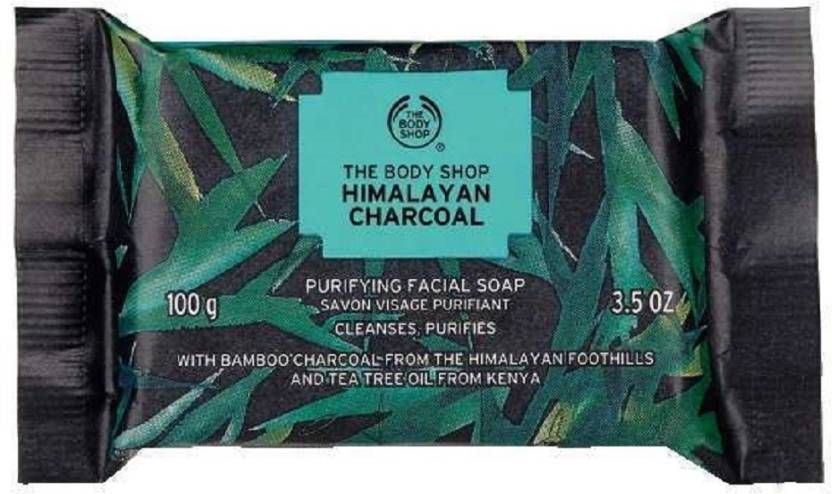 THE
BODY
SHOP
®
THE BODY SHOP
HIMALAYAN
CHARCOAL
PURIFYING FACIAL SOAP
SAVON VISAGE PURIFIANT
100 g
3.5 OZ
CLEANSES, PURIFIES
WITH BAMBOO CHARCOAL FROM THE HIMALAYAN FOOTHILLS
AND TEA TREE OIL FROM KENYA